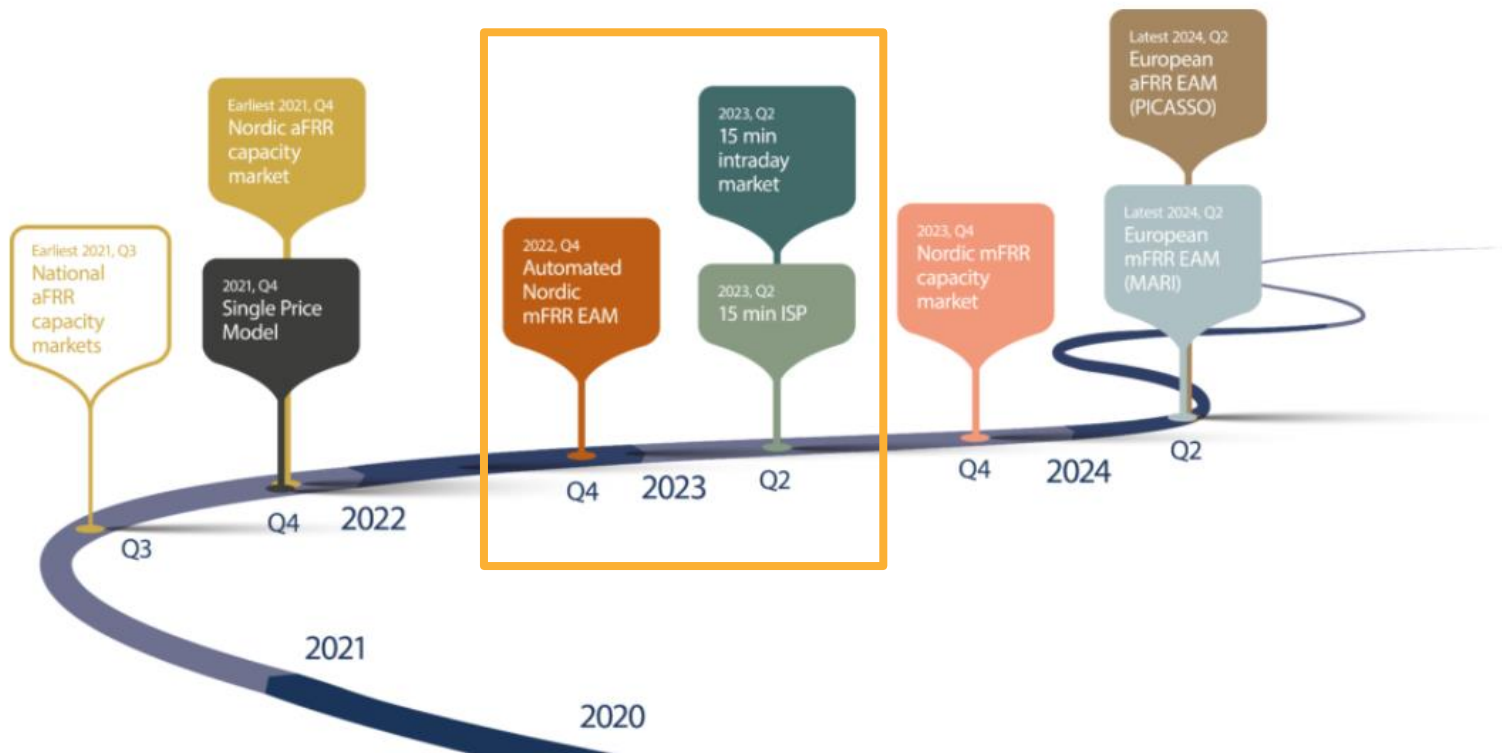 Earliest 2021, Q3
National
aFRR
capacity
markets
Earliest 2021, Q4
Nordic aFRR
capacity
market
2021, Q4
Single Price
Model
2022, Q4
Automated
Nordic
mFRR EAM
2023, Q2
15 min
intraday
market
2023, Q2
15 min ISP
2023, Q4
Nordic mFRR
capacity
market
Latest 2024, Q2
European
aFRR EAM
(PICASSO)
Latest 2024, Q2
European
mFRR EAM
(MARI)
Q3
Q4
2022
Q4
2023
Q2
Q4
2024
Q2
2021
2020